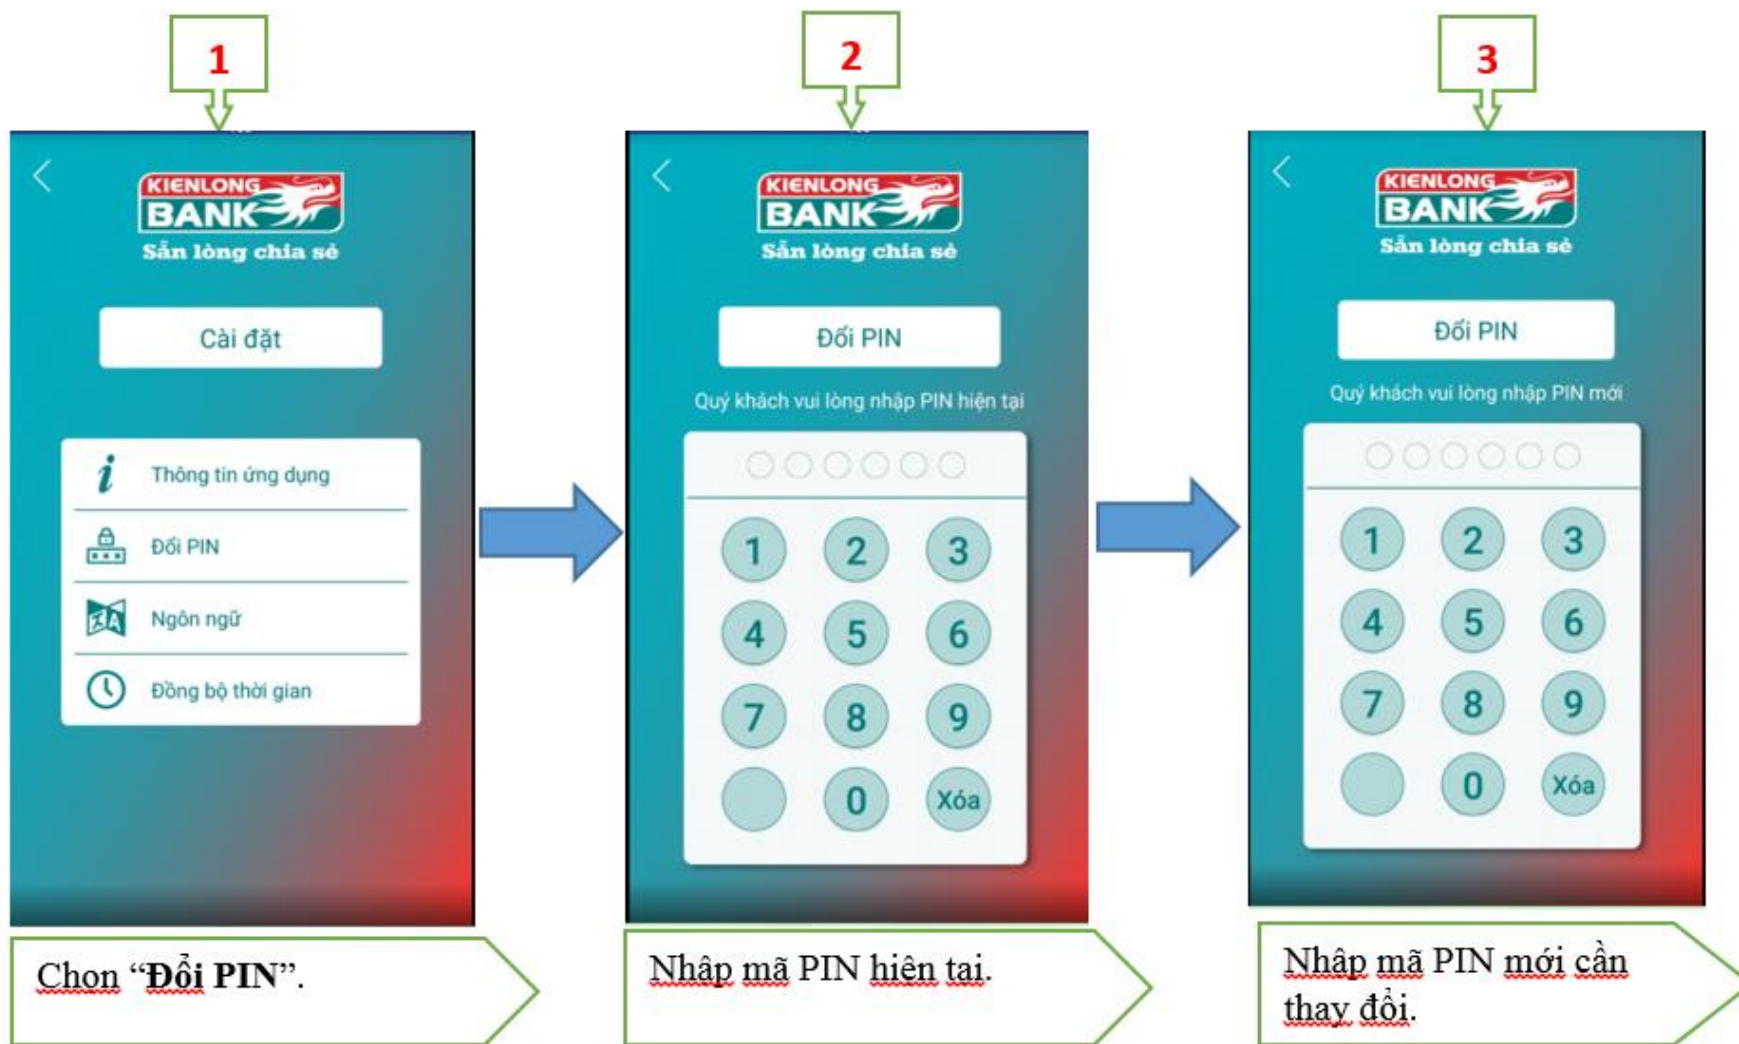 1
KIENLONG
BANK
Sẵn lòng chia sẻ
Cài đặt
Thông tin ứng dụng
Đổi PIN
Ngôn ngữ
Đồng bộ thời gian
Chọn “Đổi PIN”.
2
KIENLONG
BANK
Sẵn lòng chia sẻ
Đổi PIN
Quý khách vui lòng nhập PIN hiện tại
1 2 3
4 5 6
7 8 9
0 Xóa
Nhập mã PIN hiện tại.
3
KIENLONG
BANK
Sẵn lòng chia sẻ
Đổi PIN
Quý khách vui lòng nhập PIN mới
1 2 3
4 5 6
7 8 9
0 Xóa
Nhập mã PIN mới cần
thay đổi.